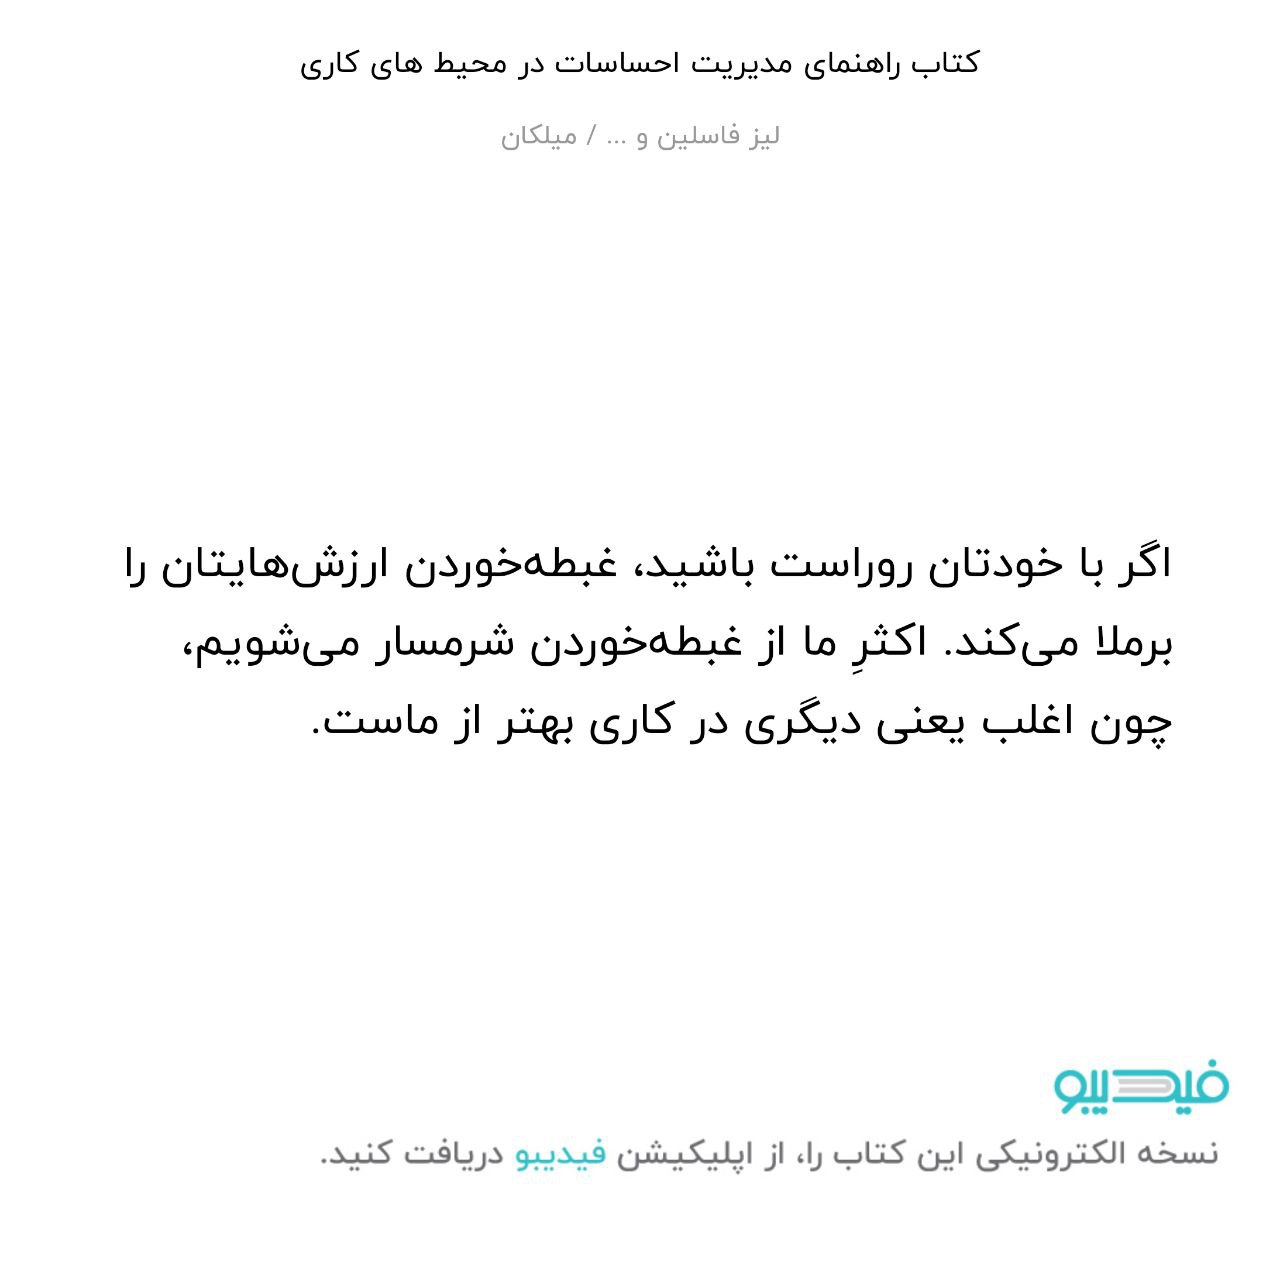 کتاب راهنمای مدیریت احساسات در محیط های کاری
لیز فاسلین و ... / میلکان
اگر با خودتان روراست باشید، غبطه‌خوردن ارزش‌هایتان را
برملا می‌کند. اکثرِ ما از غبطه‌خوردن شرمسار می‌شویم،
چون اغلب یعنی دیگری در کاری بهتر از ماست.
فیدیبو
نسخه الکترونیکی این کتاب را، از اپلیکیشن فیدیبو دریافت کنید.